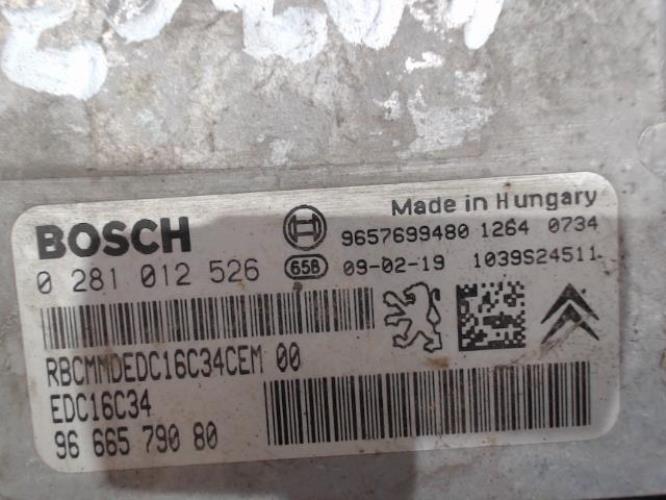 BOSCH
Made in Hungary
9657699480 1264 0734
0 281 012 526
658 09-02-19 1039S24511
RBCMMDEDC16C34CEM 00
EDC16C34
96 665 790 80